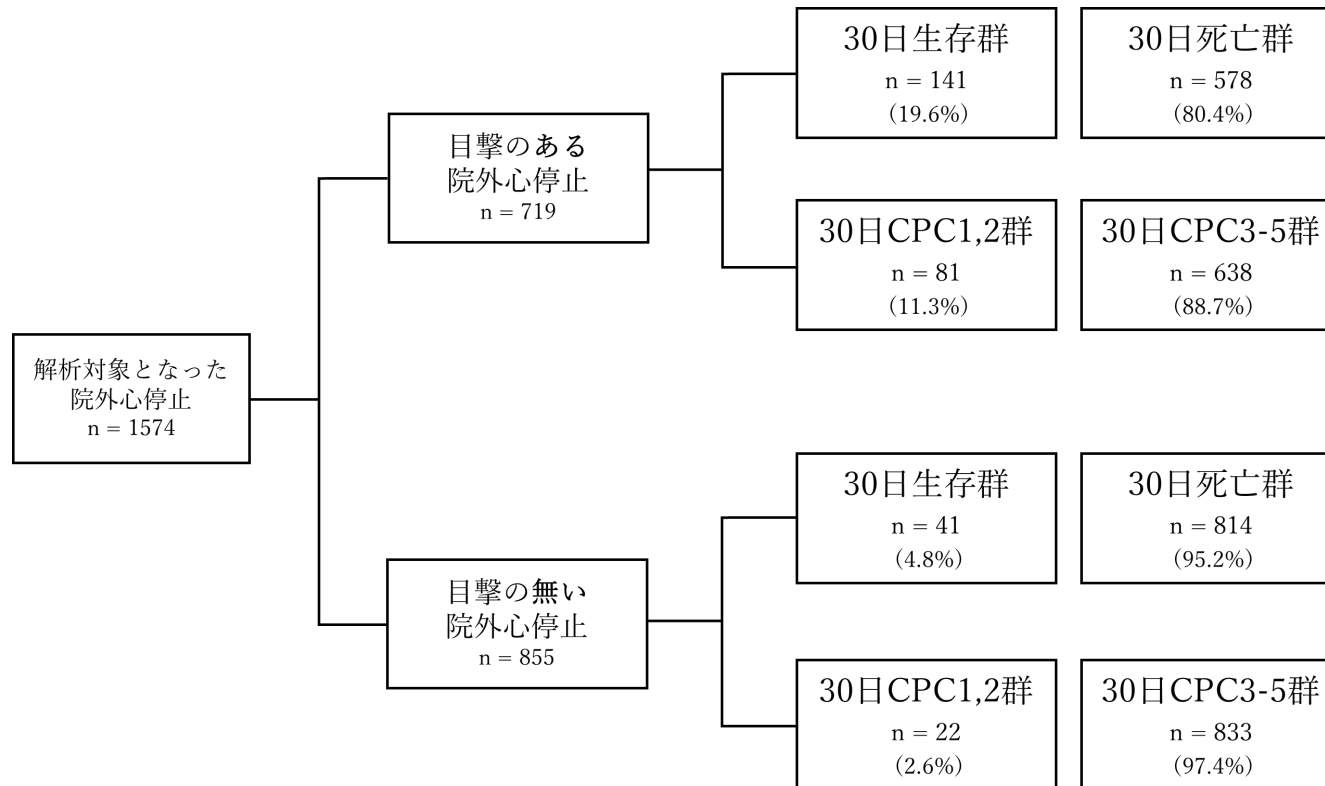 解析対象となった
院外心停止
n = 1574
目撃のある
院外心停止
n = 719
30日生存群
n = 141
(19.6%)
30日死亡群
n = 578
(80.4%)
30日CPC1,2群
n = 81
(11.3%)
30日CPC3-5群
n = 638
(88.7%)
目撃の無い
院外心停止
n = 855
30日生存群
n = 41
(4.8%)
30日死亡群
n = 814
(95.2%)
30日CPC1,2群
n = 22
(2.6%)
30日CPC3-5群
n = 833
(97.4%)